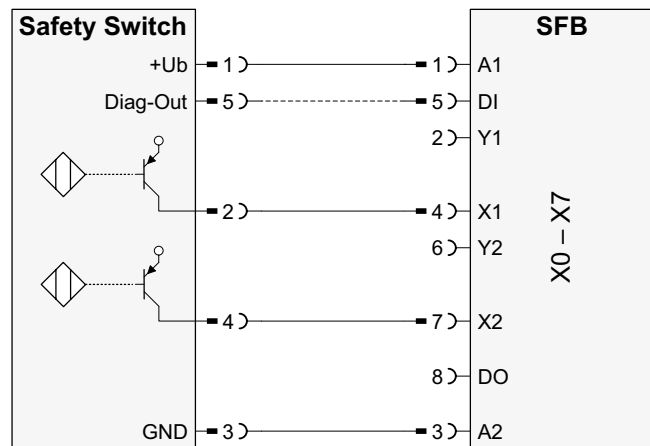 Safety Switch SFB
+Ub 1 1 A1
Diag-Out 5 5 DI
2 Y1
2 4 X1
6 Y2
X0 – X7
4 7 X2
8 DO
GND 3 3 A2